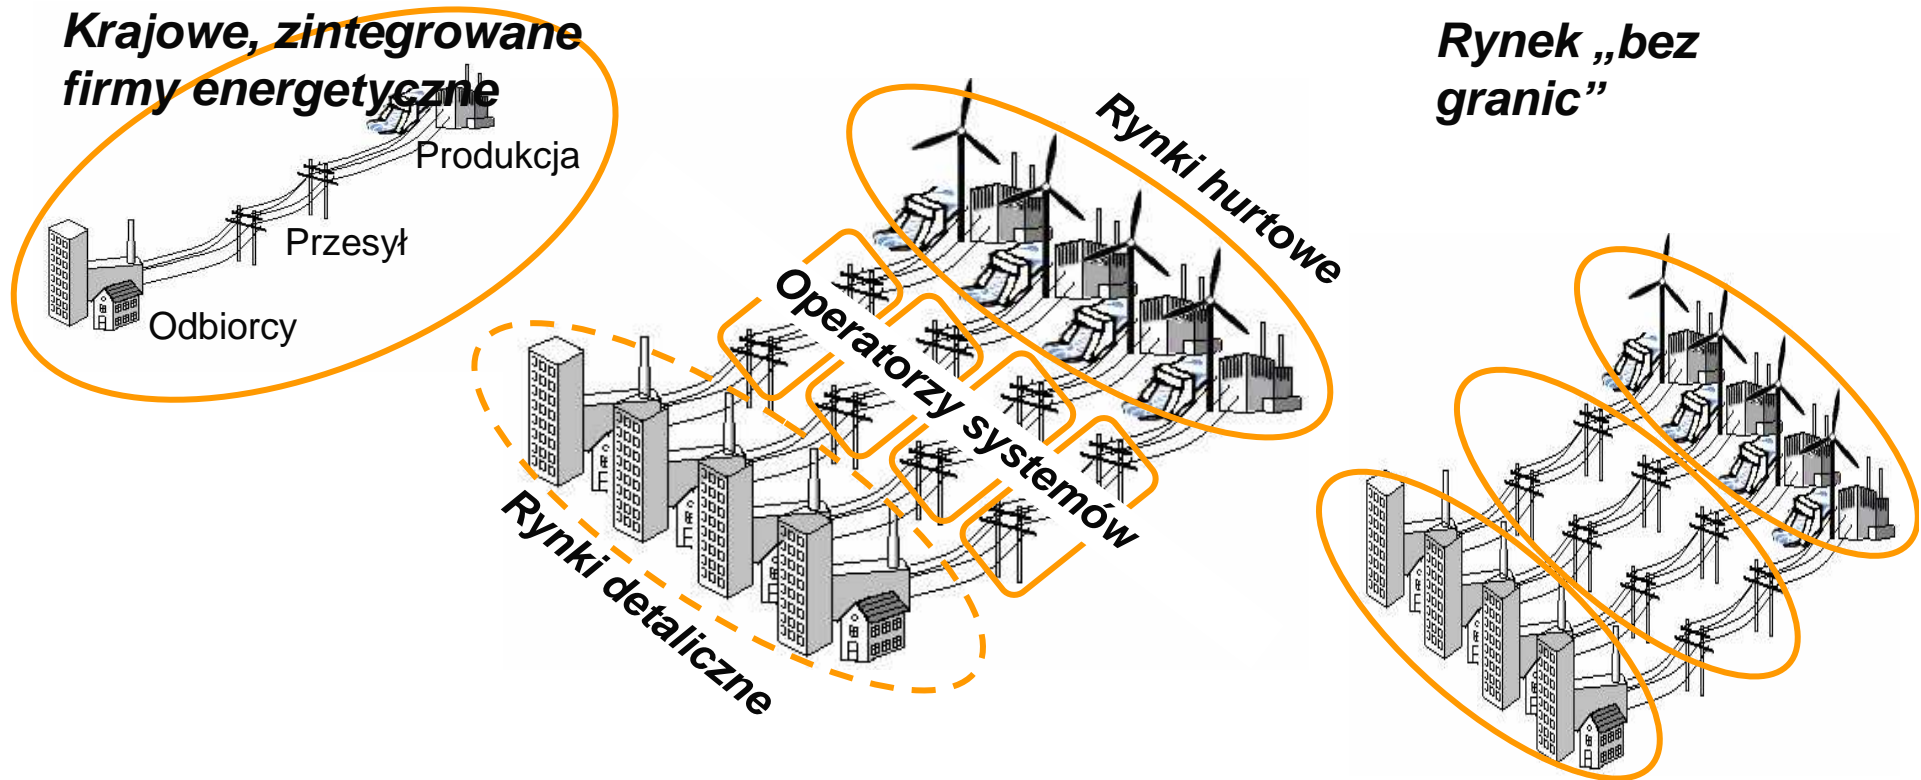 Krajowe, zintegrowane
firmy energetyczne
Produkcja
Przesył
Odbiorcy
Rynki hurtowe
Operatorzy systemów
Rynki detaliczne
Rynek „bez
granic”